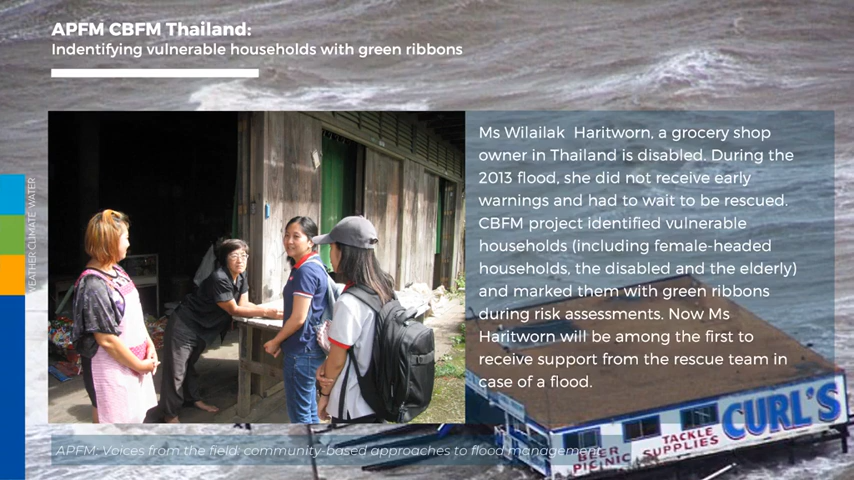 APFM CBFM Thailand:
Indentifying vulnerable households with green ribbons
Ms Wilailak Haritworn, a grocery shop
owner in Thailand is disabled. During the
2013 flood, she did not receive early
warnings and had to wait to be rescued.
CBFM project identified vulnerable
households (including female-headed
households, the disabled and the elderly)
and marked them with green ribbons
during risk assessments. Now Ms
Haritworn will be among the first to
receive support from the rescue team in
case of a flood.
WEATHER CLIMATE WATER
CURL'S
TACKLE
SUPPLIES
BEER
PICNIC
APFM: Voices from the field: community-based approaches to flood management